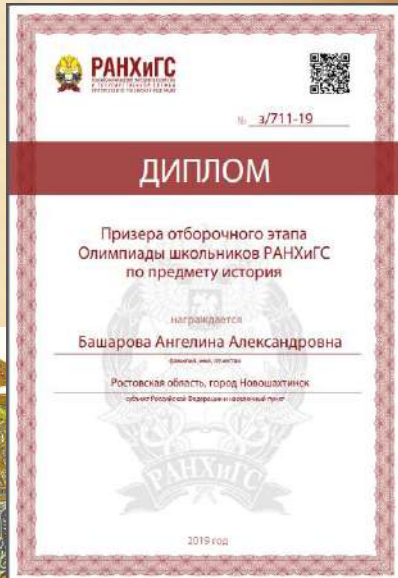 РАНХиГС
№ з/711-19
ДИПЛОМ
Призера отборочного этапа
Олимпиады школьников РАНХиГС
по предмету история
награждается
Башарова Ангелина Александровна
фамилия, имя, отчество
Ростовская область, город Новошахтинск
субъект Российской Федерации и населенный пункт
РАНХиГС
2019 год